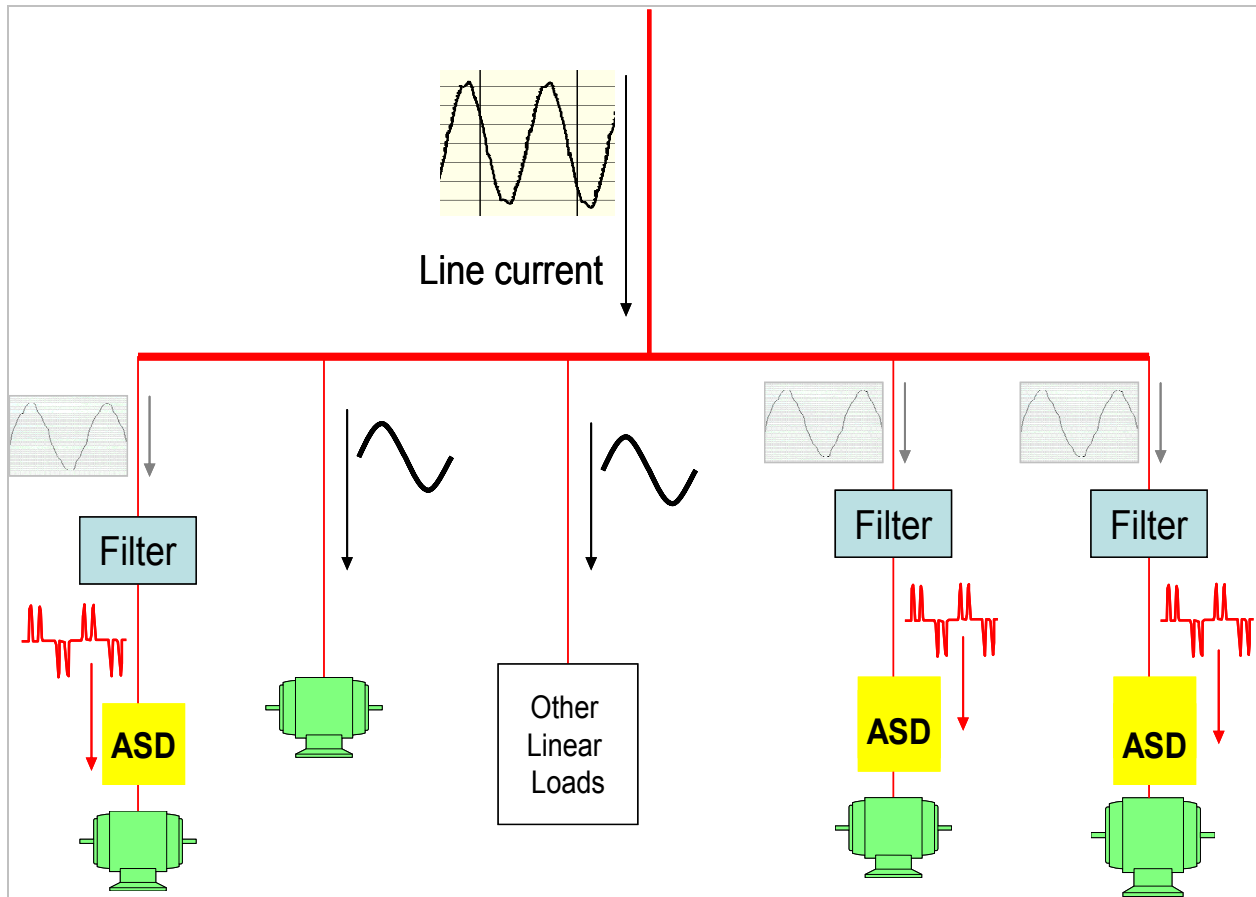 Line current
Filter
Filter
Filter
ASD
Other
Linear
Loads
ASD
ASD